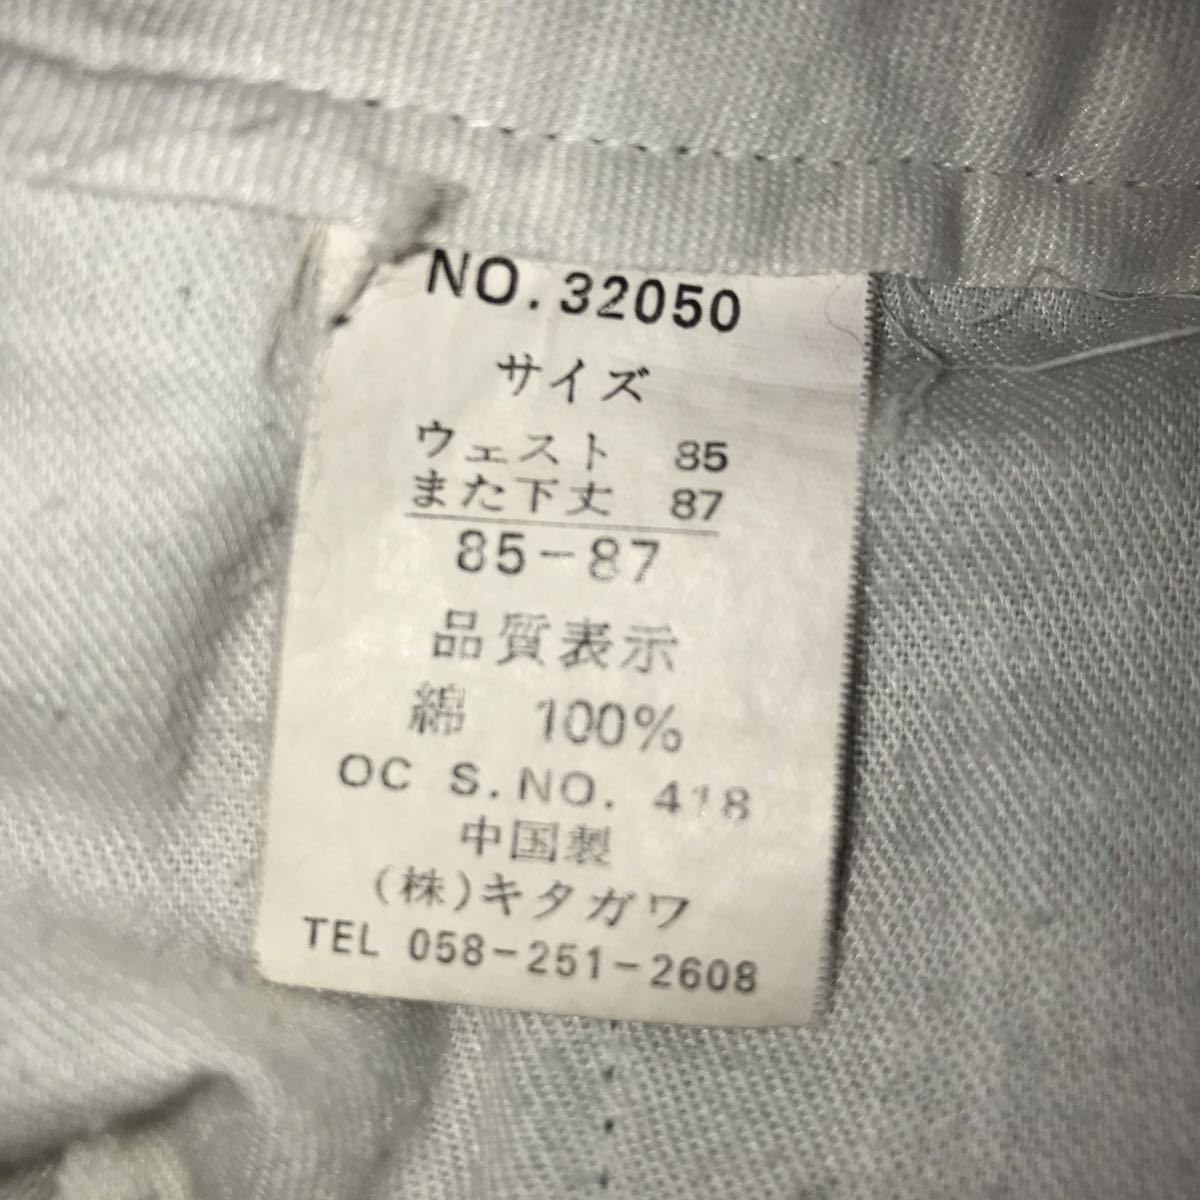 NO.32050
サイズ
ウェスト 85
また下丈 87
85-87
品質表示
綿 100%
OC S.NO. 418
中国製
(株)キタガワ
TEL 058-251-2608